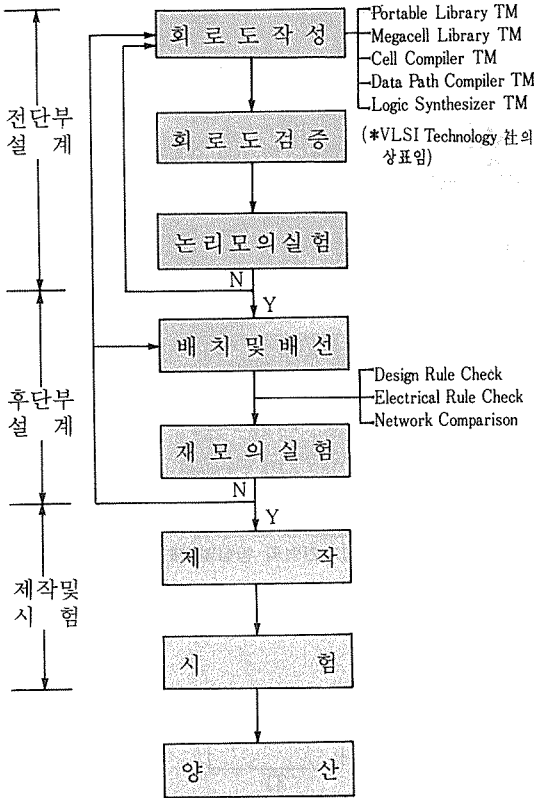 회로도작성
Portable Library TM
Megacell Library TM
Cell Compiler TM
Data Path Compiler TM
Logic Synthesizer TM
(*VLSI Technology 社의
상표임)
전단부
설 계
회로도검증
논리모의실험
N
Y
배치및배선
Design Rule Check
Electrical Rule Check
Network Comparison
후단부
설 계
재모의실험
N
Y
제 작
제작및
시 험
시 험
양 산